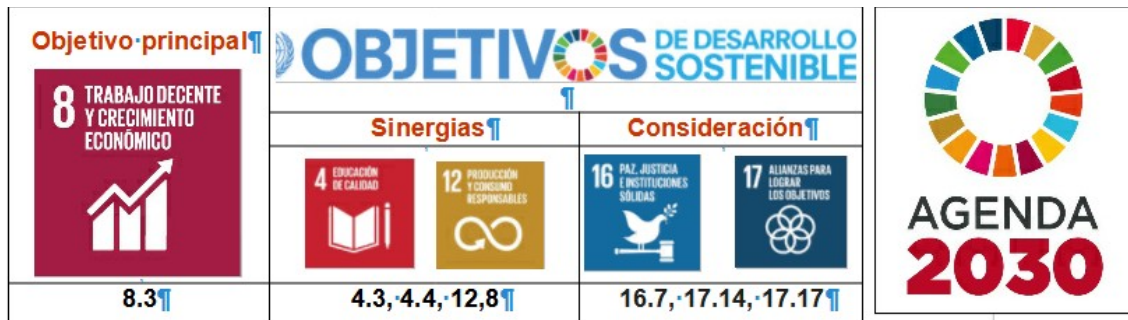 Objetivo·principal¶
8 TRABAJO DECENTE
Y CRECIMIENTO
ECONÓMICO
8.3¶
OBJETIVOS DE DESARROLLO
SOSTENIBLE
¶
Sinergias¶
Consideración¶
4 EDUCACIÓN
DE CALIDAD
12 PRODUCCIÓN
Y CONSUMO
RESPONSABLES
16 PAZ, JUSTICIA
E INSTITUCIONES
SÓLIDAS
17 ALIANZAS PARA
LOGRAR
LOS OBJETIVOS
4.3,·4.4,·12,8¶
16.7,·17.14,·17.17¶
AGENDA
2030